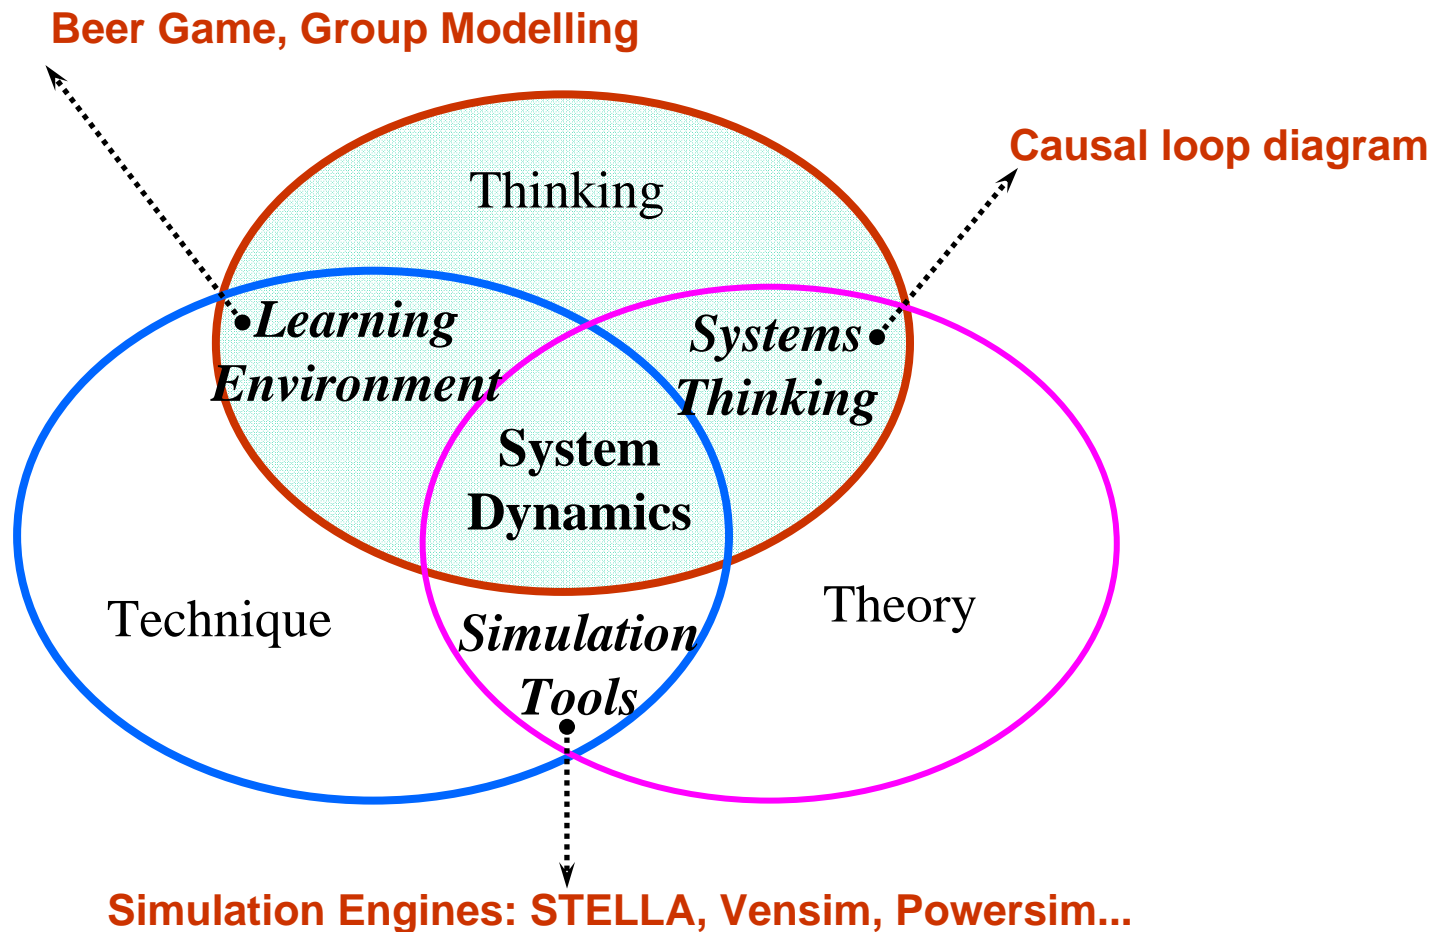 Beer Game, Group Modelling
Causal loop diagram
Thinking
Learning
Environment
Systems
Thinking
System
Dynamics
Technique
Theory
Simulation
Tools
Simulation Engines: STELLA, Vensim, Powersim...